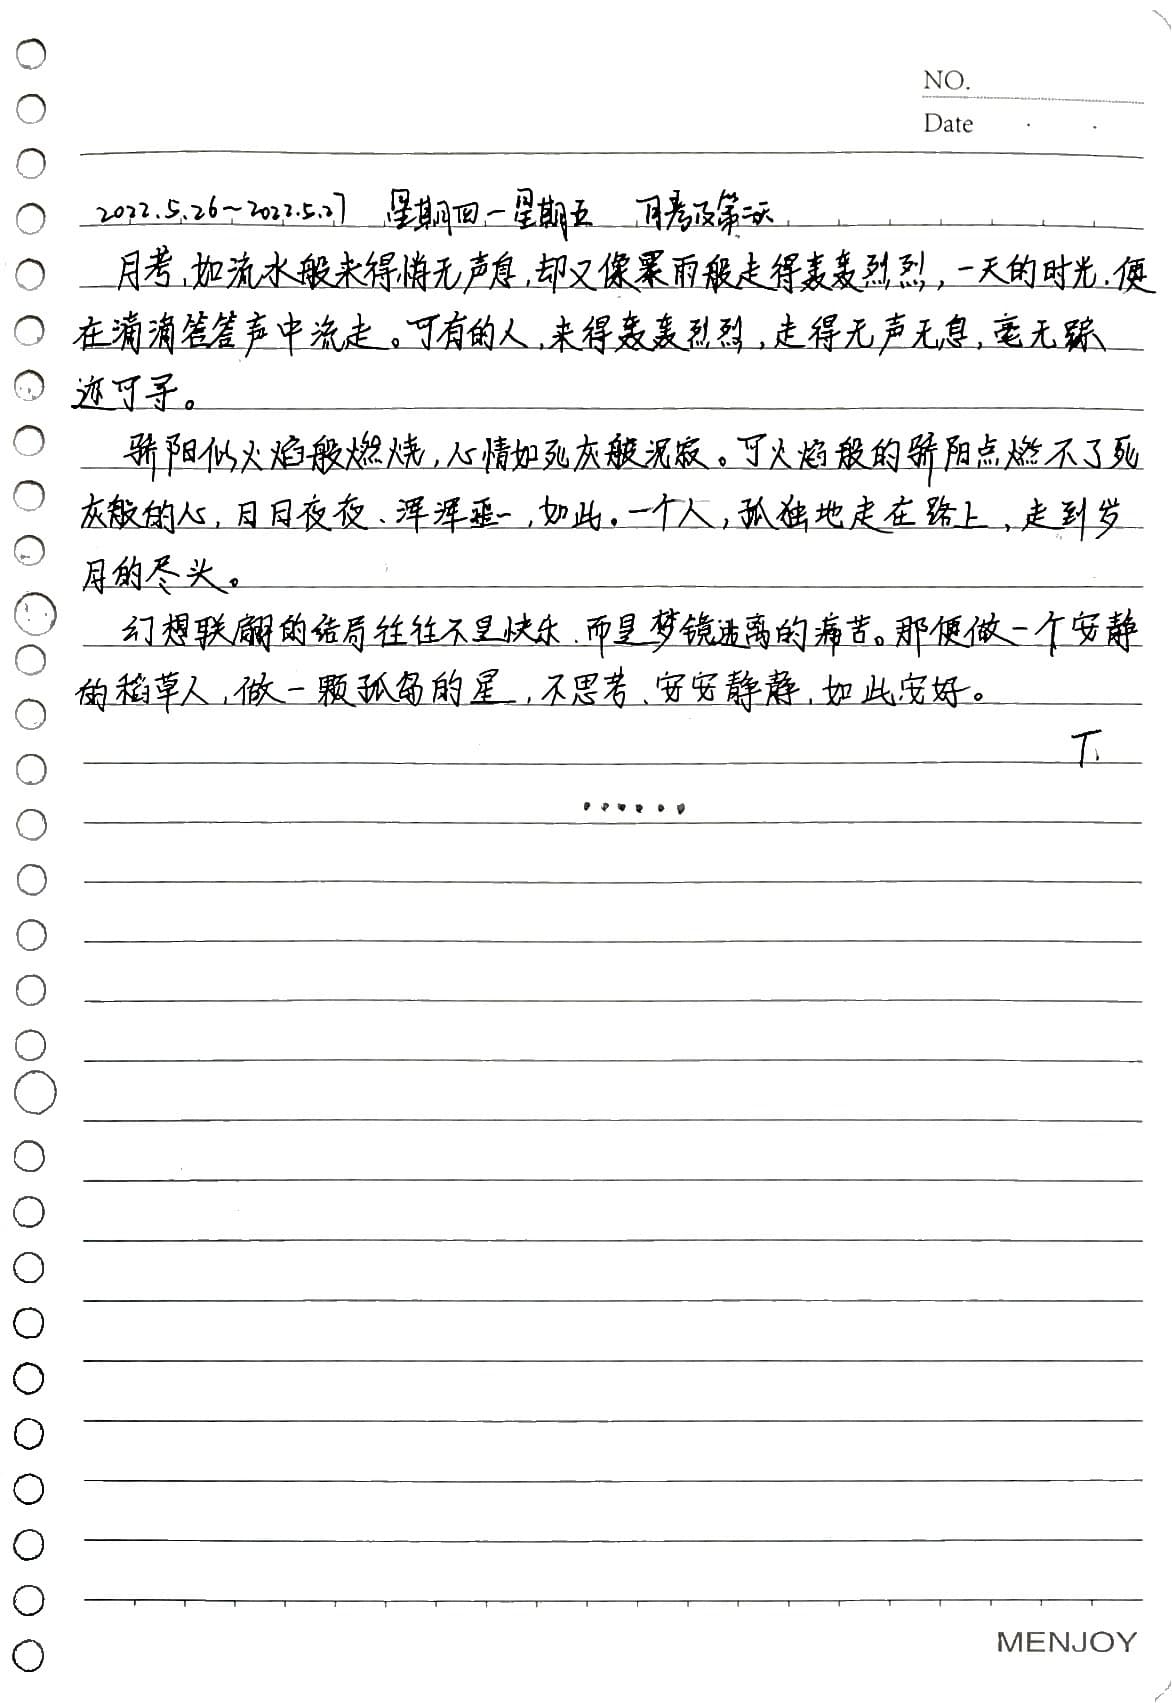 NO.
Date . .
2022.5.26~2022.5.27 星期四—星期五 月考及第二天
月考,如流水般来得悄无声息,却又像暴雨般走得轰轰烈烈,一天的时光,便
在滴滴答答声中流走。可有的人,来得轰轰烈烈,走得无声无息,毫无踪
迹可寻。
骄阳似火焰般燃烧,心情如死灰般沉寂。可火焰般的骄阳点燃不了死
灰般的心,日日夜夜、浑浑噩噩,如此。一个人,孤独地走在路上,走到岁
月的尽头。
幻想联翩的结局往往不是快乐,而是梦镜逃离的痛苦。那便做一个安静
的稻草人,做一颗孤岛的星,不思考、安安静静,如此安好。
T.
······
MENJOY